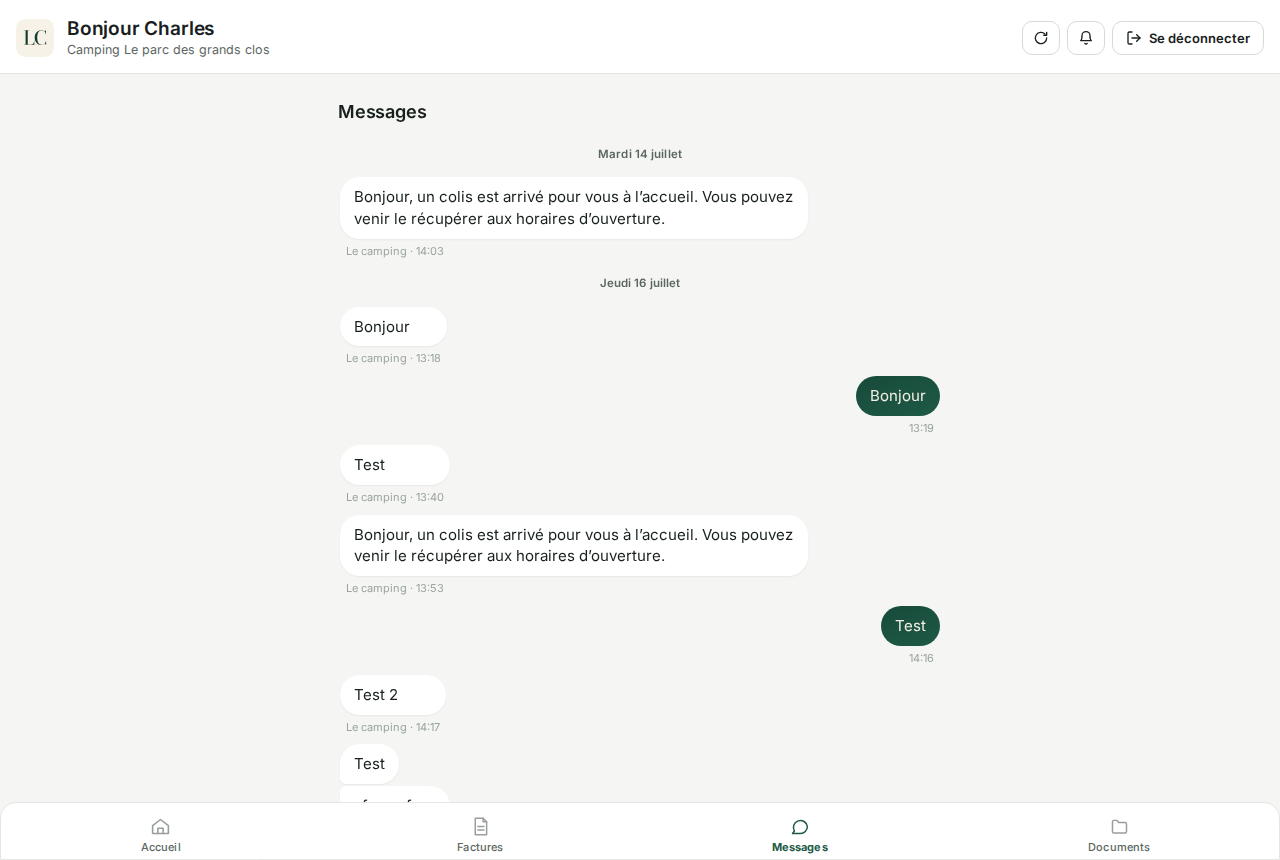 LC
Bonjour Charles
Camping Le parc des grands clos
Se déconnecter
Messages
Mardi 14 juillet
Bonjour, un colis est arrivé pour vous à l’accueil. Vous pouvez
venir le récupérer aux horaires d’ouverture.
Le camping · 14:03
Jeudi 16 juillet
Bonjour
Le camping · 13:18
Bonjour
13:19
Test
Le camping · 13:40
Bonjour, un colis est arrivé pour vous à l’accueil. Vous pouvez
venir le récupérer aux horaires d’ouverture.
Le camping · 13:53
Test
14:16
Test 2
Le camping · 14:17
Test
Accueil
Factures
Messages
Documents